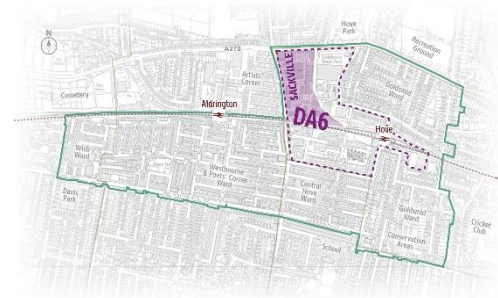 Hove
Park
Recreation
Ground
N
A270
Artists'
Corner
Goldsmid
Ward
SACKVILLE
Cemetery
Aldrington
DA6
Hove
Wish
Ward
Westbourne
& Poets' Corner
Ward
Central
Hove
Ward
Goldsmid
Ward
Davis
Park
Conservation
Areas
Cricket
Club
School